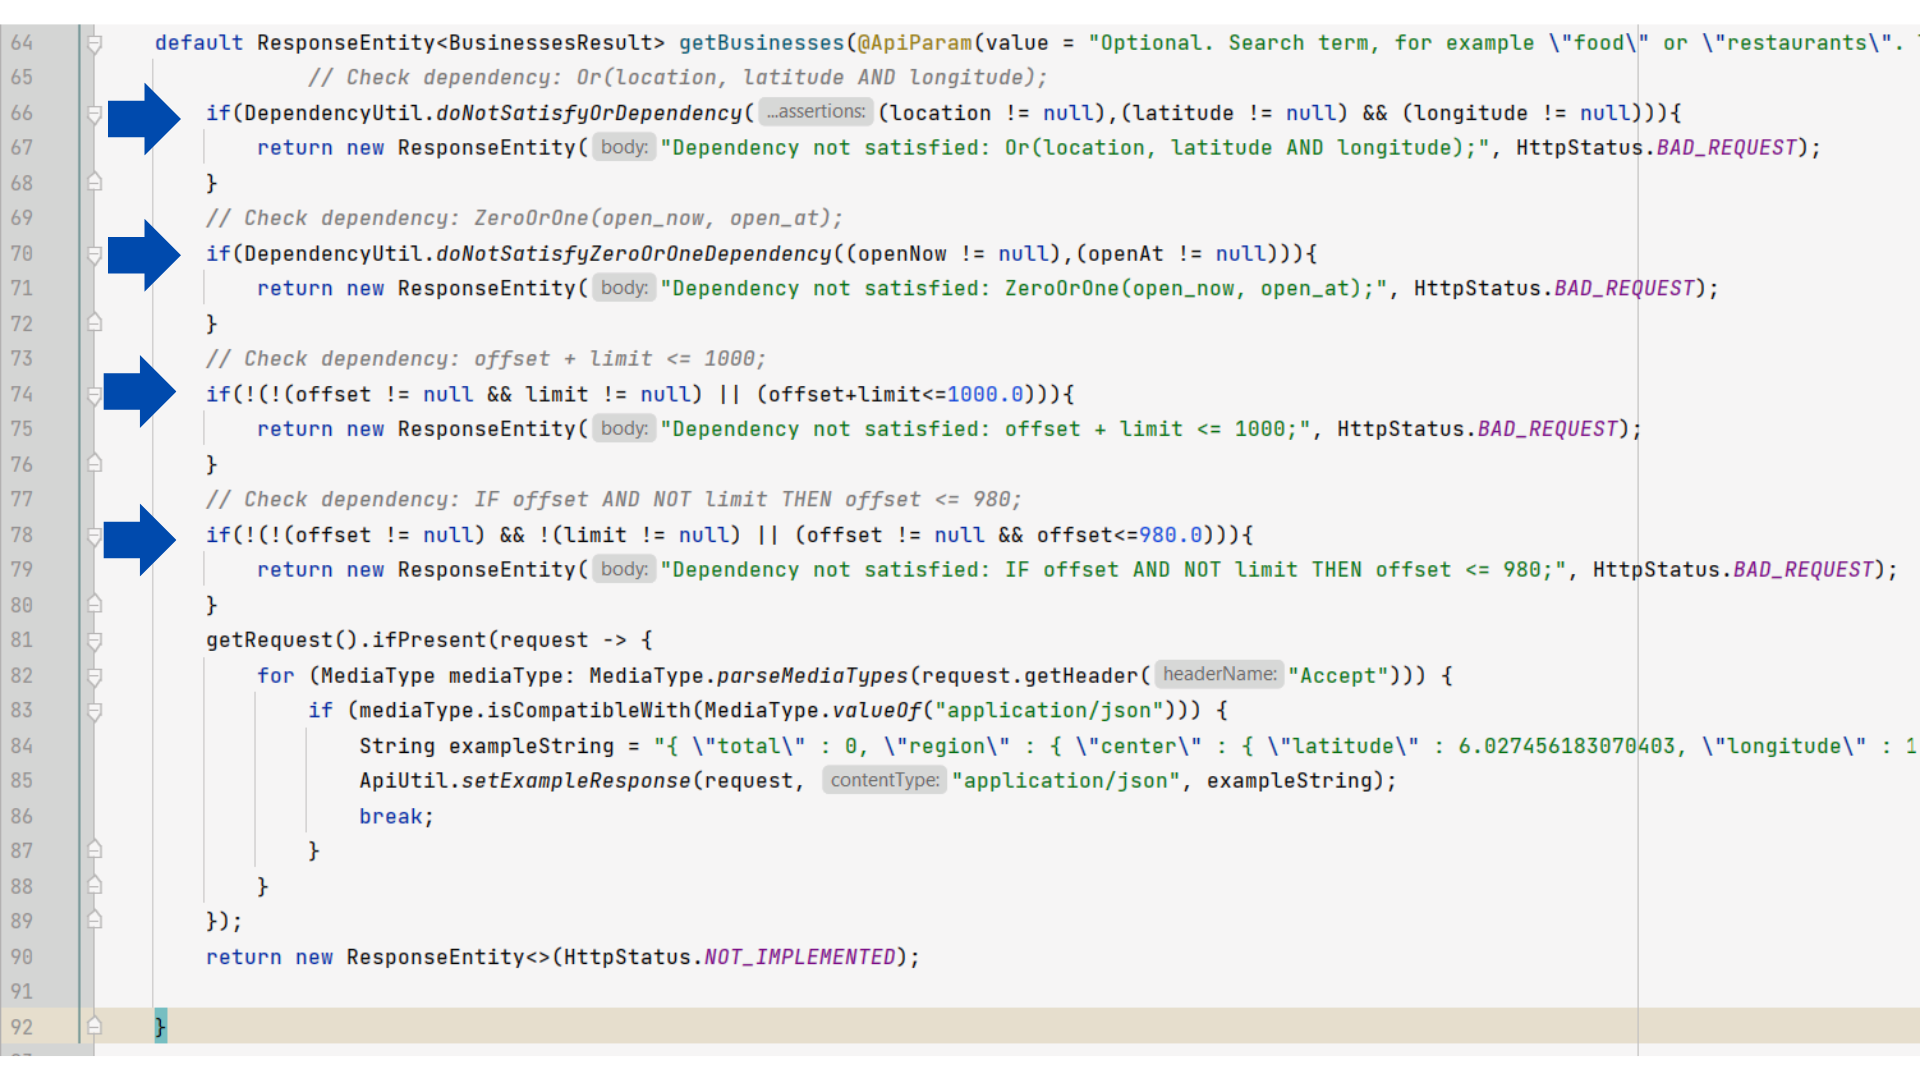 64 default ResponseEntity<BusinessesResult> getBusinesses(@ApiParam(value = "Optional. Search term, for example \"food\" or \"restaurants\".
65 // Check dependency: Or(location, latitude AND longitude);
66 if(DependencyUtil.doNotSatisfyOrDependency( ...assertions: (location != null),(latitude != null) && (longitude != null))){
67 return new ResponseEntity( body: "Dependency not satisfied: Or(location, latitude AND longitude);", HttpStatus.BAD_REQUEST);
68 }
69 // Check dependency: ZeroOrOne(open_now, open_at);
70 if(DependencyUtil.doNotSatisfyZeroOrOneDependency((openNow != null),(openAt != null))){
71 return new ResponseEntity( body: "Dependency not satisfied: ZeroOrOne(open_now, open_at);", HttpStatus.BAD_REQUEST);
72 }
73 // Check dependency: offset + limit <= 1000;
74 if(!(!(offset != null && limit != null) || (offset+limit<=1000.0))){
75 return new ResponseEntity( body: "Dependency not satisfied: offset + limit <= 1000;", HttpStatus.BAD_REQUEST);
76 }
77 // Check dependency: IF offset AND NOT limit THEN offset <= 980;
78 if(!(!(offset != null) && !(limit != null) || (offset != null && offset<=980.0))){
79 return new ResponseEntity( body: "Dependency not satisfied: IF offset AND NOT limit THEN offset <= 980;", HttpStatus.BAD_REQUEST);
80 }
81 getRequest().ifPresent(request -> {
82 for (MediaType mediaType: MediaType.parseMediaTypes(request.getHeader( headerName: "Accept"))) {
83 if (mediaType.isCompatibleWith(MediaType.valueOf("application/json"))) {
84 String exampleString = "{ \"total\" : 0, \"region\" : { \"center\" : { \"latitude\" : 6.027456183070403, \"longitude\" : 1
85 ApiUtil.setExampleResponse(request, contentType: "application/json", exampleString);
86 break;
87 }
88 }
89 });
90 return new ResponseEntity<>(HttpStatus.NOT_IMPLEMENTED);
91
92 }